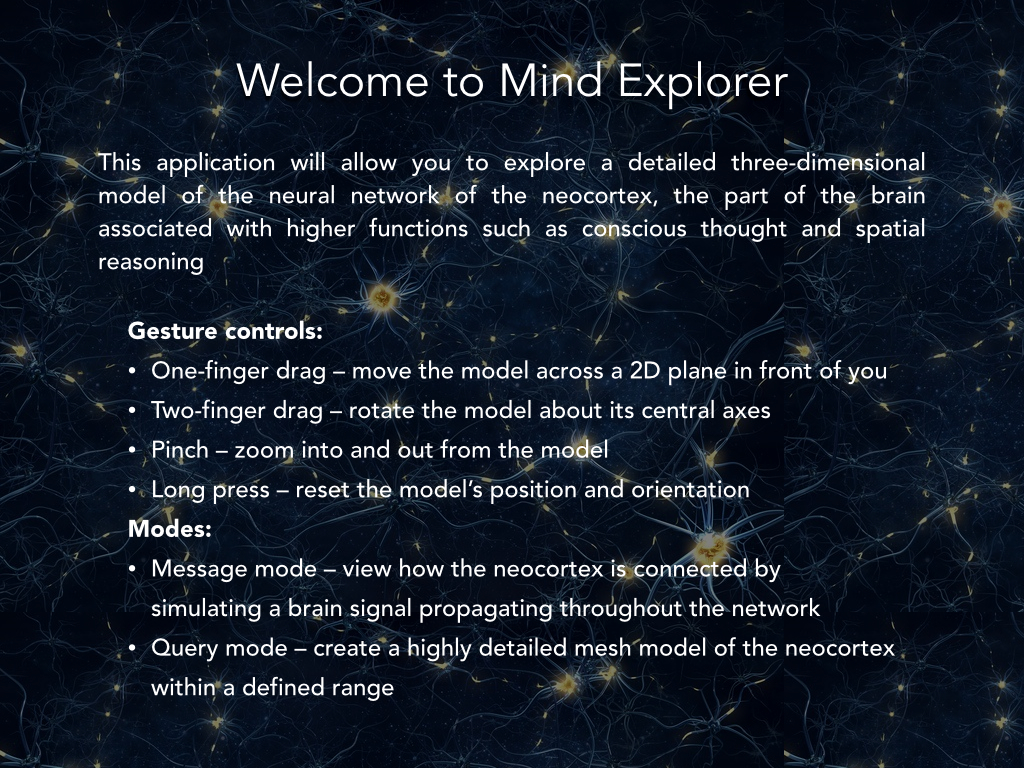 Welcome to Mind Explorer
This application will allow you to explore a detailed three-dimensional
model of the neural network of the neocortex, the part of the brain
associated with higher functions such as conscious thought and spatial
reasoning
Gesture controls:
• One-finger drag – move the model across a 2D plane in front of you
• Two-finger drag – rotate the model about its central axes
• Pinch – zoom into and out from the model
• Long press – reset the model’s position and orientation
Modes:
• Message mode – view how the neocortex is connected by
simulating a brain signal propagating throughout the network
• Query mode – create a highly detailed mesh model of the neocortex
within a defined range